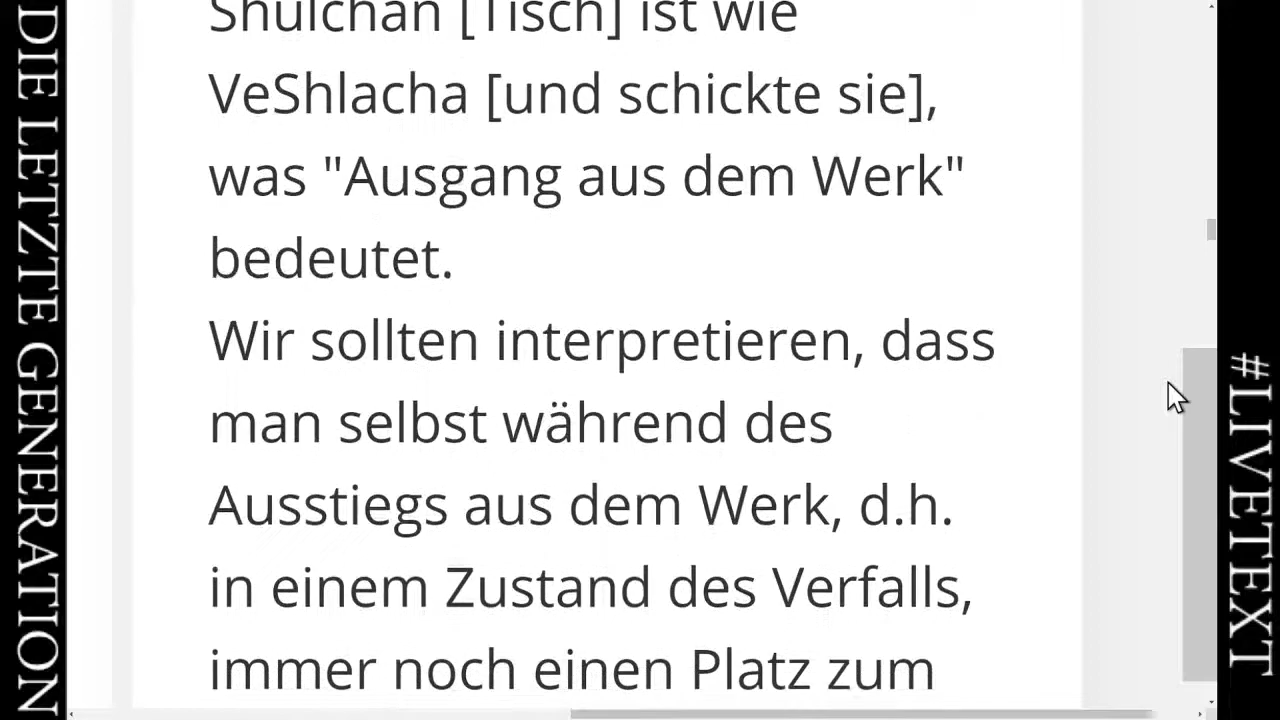 DIE LETZTE GENERATION
Shulchan [Tisch] ist wie
VeShlacha [und schickte sie],
was "Ausgang aus dem Werk"
bedeutet.
Wir sollten interpretieren, dass
man selbst während des
Ausstiegs aus dem Werk, d.h.
in einem Zustand des Verfalls,
immer noch einen Platz zum
#LIVETEXT